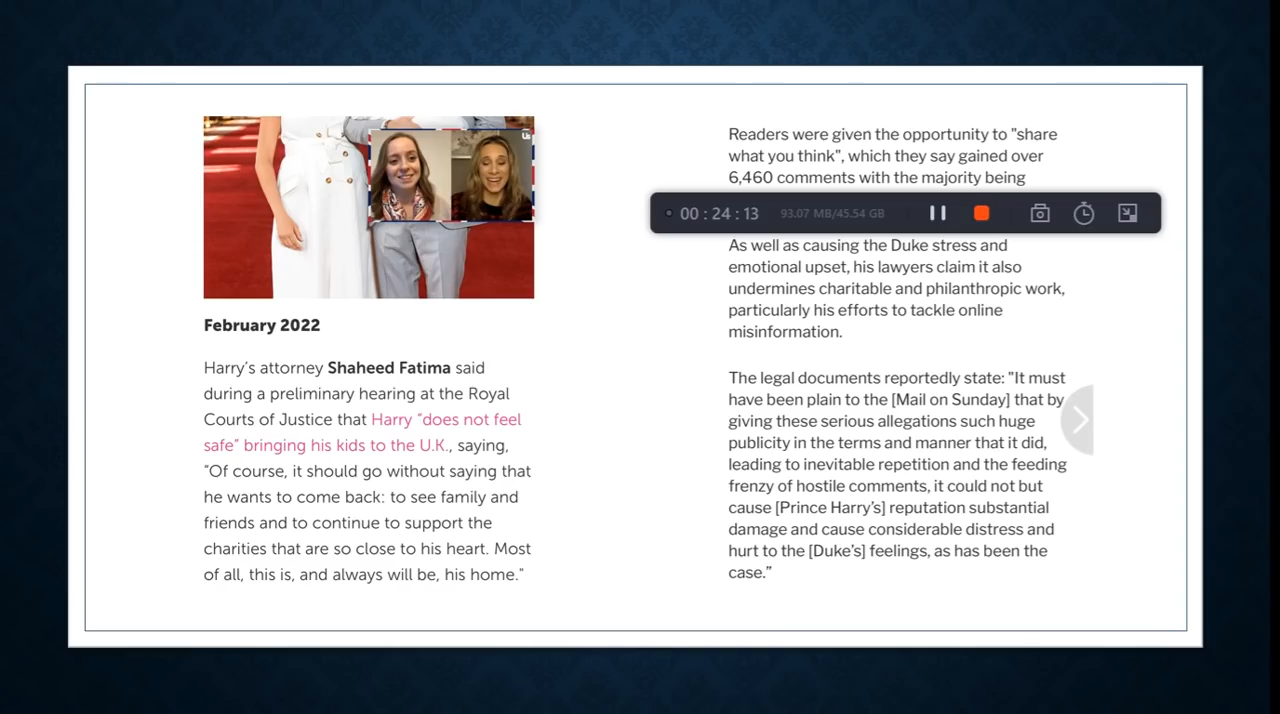 February 2022
Harry’s attorney Shaheed Fatima said
during a preliminary hearing at the Royal
Courts of Justice that Harry “does not feel
safe” bringing his kids to the U.K., saying,
“Of course, it should go without saying that
he wants to come back: to see family and
friends and to continue to support the
charities that are so close to his heart. Most
of all, this is, and always will be, his home."
Readers were given the opportunity to "share
what you think", which they say gained over
6,460 comments with the majority being
00 : 24 : 13 93.07 MB/45.54 GB
As well as causing the Duke stress and
emotional upset, his lawyers claim it also
undermines charitable and philanthropic work,
particularly his efforts to tackle online
misinformation.
The legal documents reportedly state: "It must
have been plain to the [Mail on Sunday] that by
giving these serious allegations such huge
publicity in the terms and manner that it did,
leading to inevitable repetition and the feeding
frenzy of hostile comments, it could not but
cause [Prince Harry’s] reputation substantial
damage and cause considerable distress and
hurt to the [Duke’s] feelings, as has been the
case.”